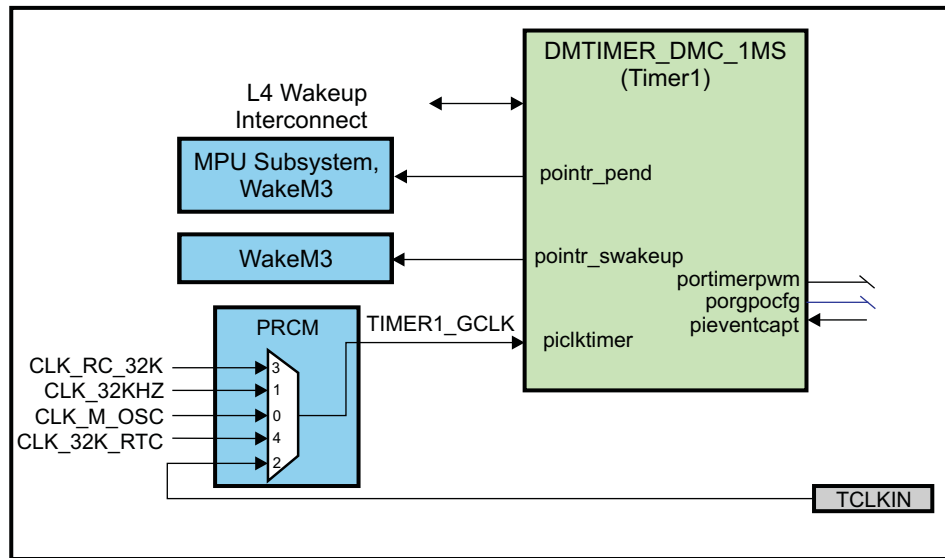 DMTIMER_DMC_1MS
(Timer1)
L4 Wakeup
Interconnect
MPU Subsystem,
WakeM3
pointr_pend
WakeM3
pointr_swakeup
portimerpwm
porgpocfg
pieventcapt
PRCM
TIMER1_GCLK
piclktimer
CLK_RC_32K
3
CLK_32KHZ
1
CLK_M_OSC
0
CLK_32K_RTC
4
2
TCLKIN